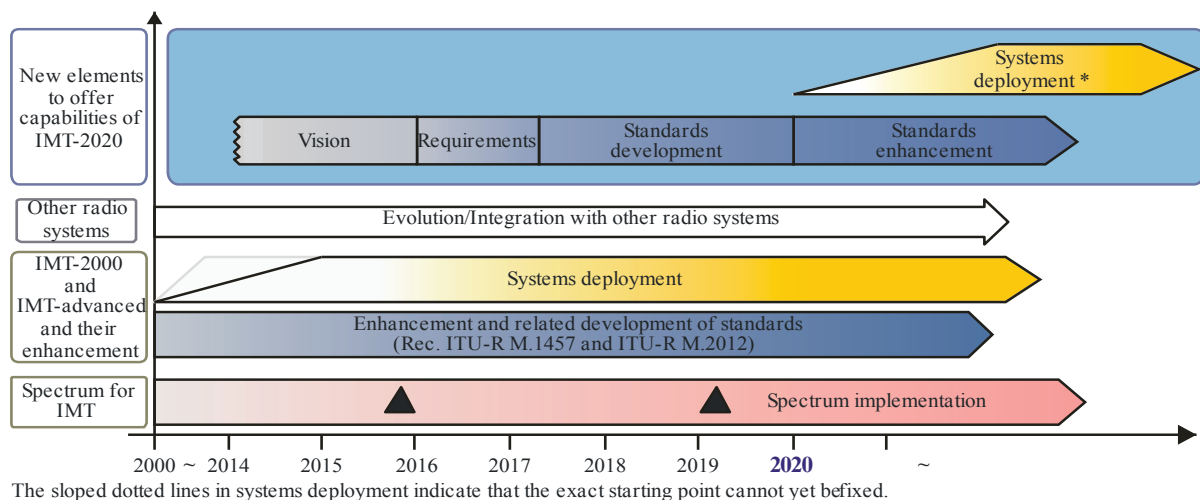 New elements
to offer
capabilities of
IMT-2020
Systems
deployment *
Vision
Requirements
Standards
development
Standards
enhancement
Other radio
systems
Evolution/Integration with other radio systems
IMT-2000
and
IMT-advanced
and their
enhancement
Systems deployment
Enhancement and related development of standards
(Rec. ITU-R M.1457 and ITU-R M.2012)
Spectrum for
IMT
Spectrum implementation
2000 ~ 2014 2015 2016 2017 2018 2019 2020 ~
The sloped dotted lines in systems deployment indicate that the exact starting point cannot yet befixed.